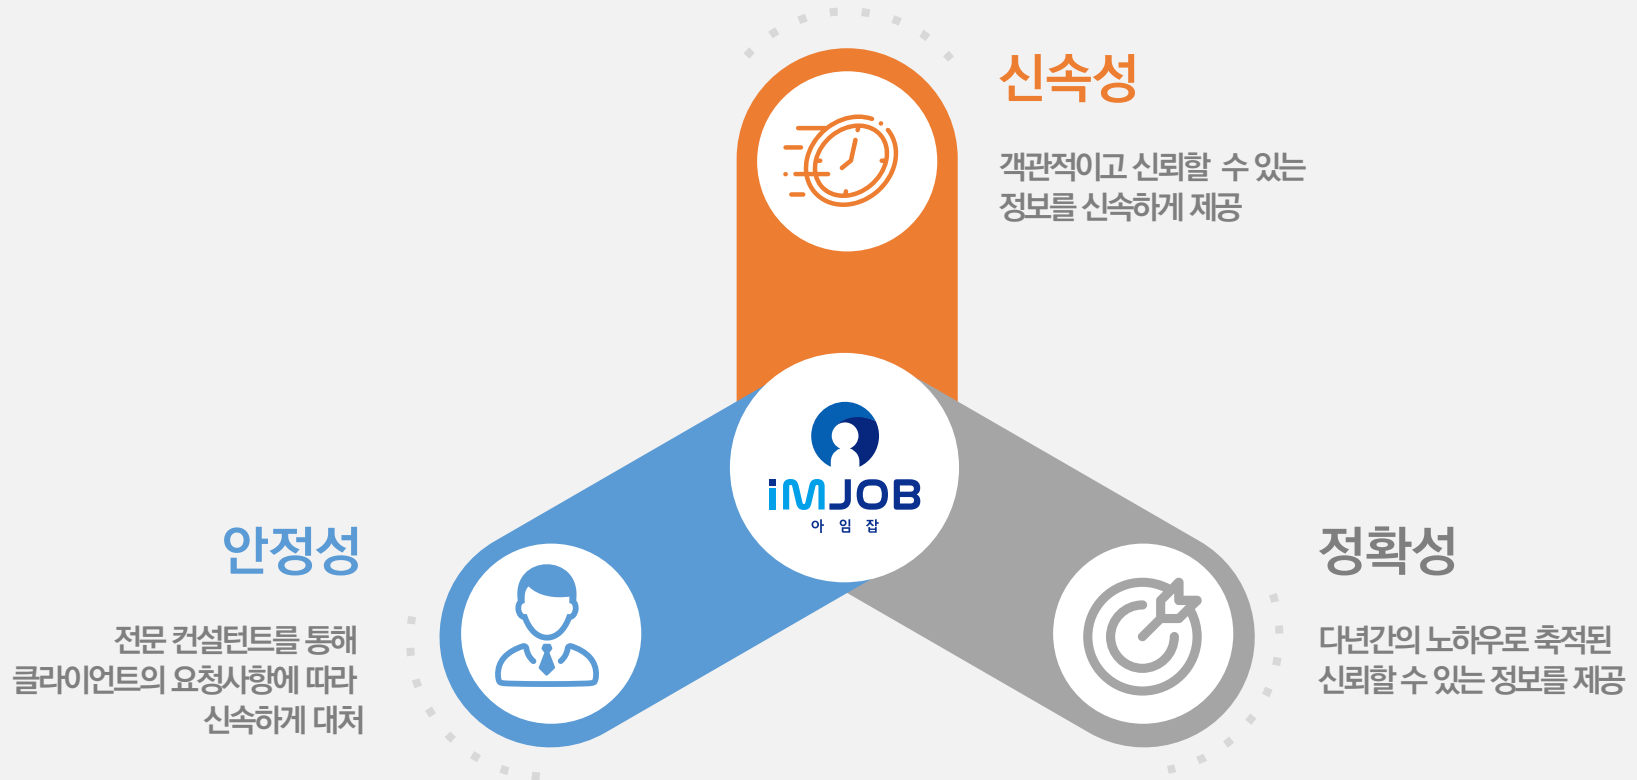 신속성
객관적이고 신뢰할 수 있는
정보를 신속하게 제공
iMJOB
아임잡
안정성
전문 컨설턴트를 통해
클라이언트의 요청사항에 따라
신속하게 대처
정확성
다년간의 노하우로 축적된
신뢰할 수 있는 정보를 제공